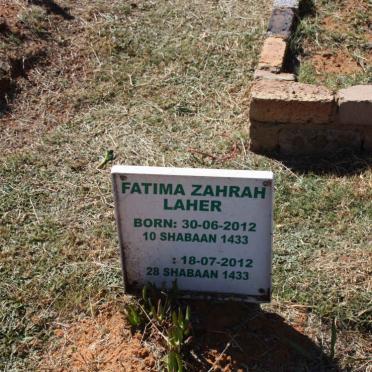 FATIMA ZAHRAH
LAHER
BORN: 30-06-2012
10 SHABAAN 1433
: 18-07-2012
28 SHABAAN 1433